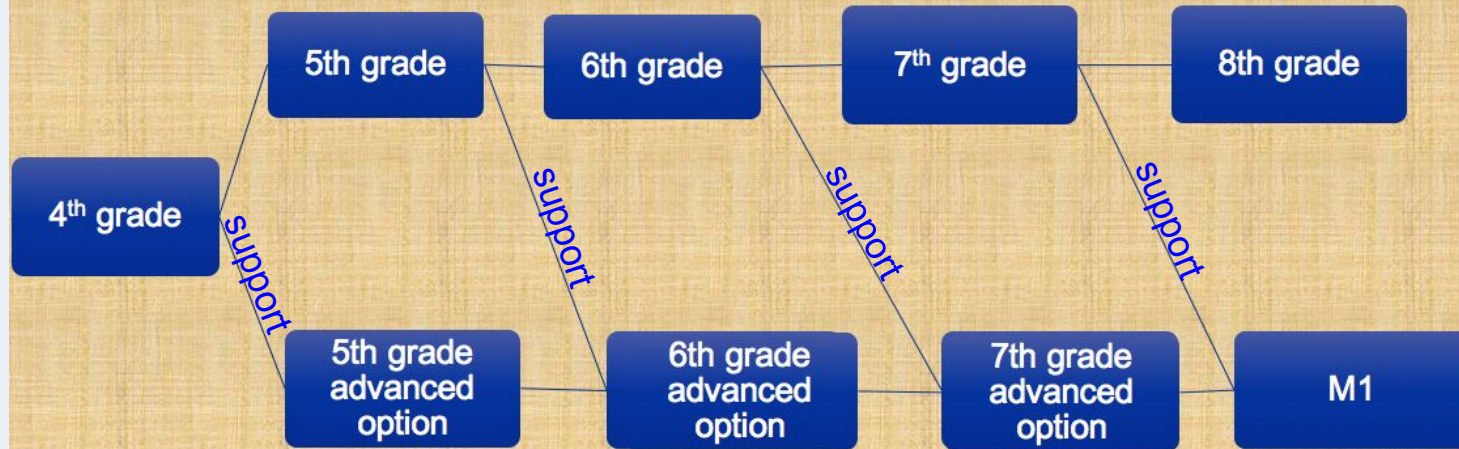 5th grade
6th grade
7th grade
8th grade
4th grade
support
support
support
support
5th grade
advanced
option
6th grade
advanced
option
7th grade
advanced
option
M1